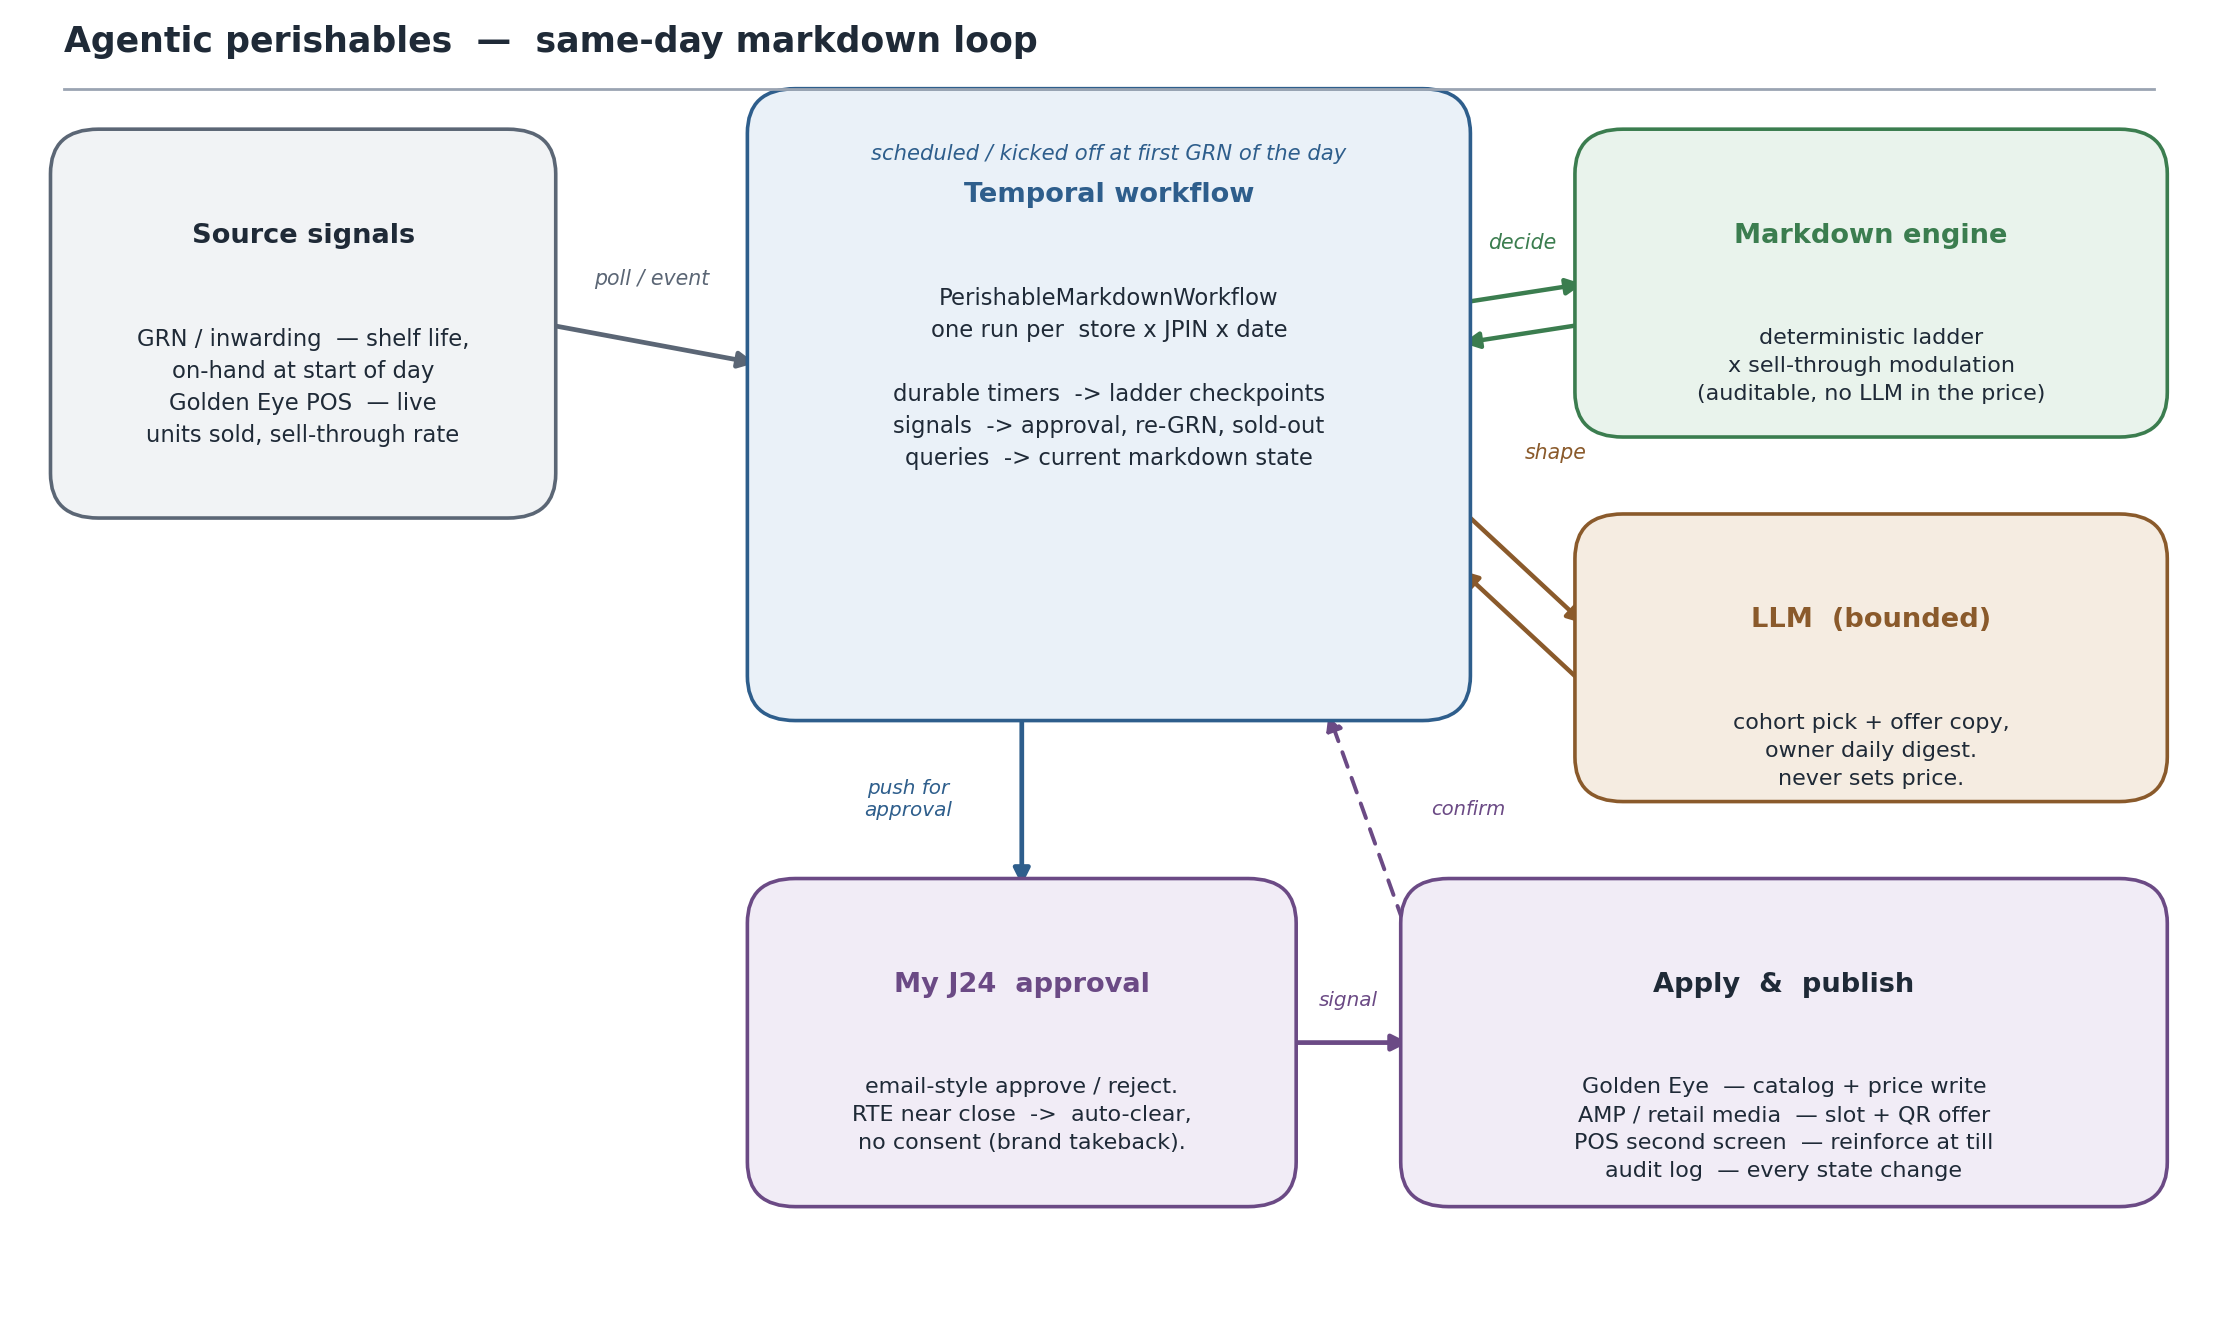 Agentic perishables — same-day markdown loop
Source signals
GRN / inwarding — shelf life,
on-hand at start of day
Golden Eye POS — live
units sold, sell-through rate
poll / event
scheduled / kicked off at first GRN of the day
Temporal workflow
PerishableMarkdownWorkflow
one run per store x JPIN x date
durable timers -> ladder checkpoints
signals -> approval, re-GRN, sold-out
queries -> current markdown state
decide
Markdown engine
deterministic ladder
x sell-through modulation
(auditable, no LLM in the price)
shape
LLM (bounded)
cohort pick + offer copy,
owner daily digest.
never sets price.
push for
approval
confirm
My J24 approval
email-style approve / reject.
RTE near close -> auto-clear,
no consent (brand takeback).
signal
Apply & publish
Golden Eye — catalog + price write
AMP / retail media — slot + QR offer
POS second screen — reinforce at till
audit log — every state change